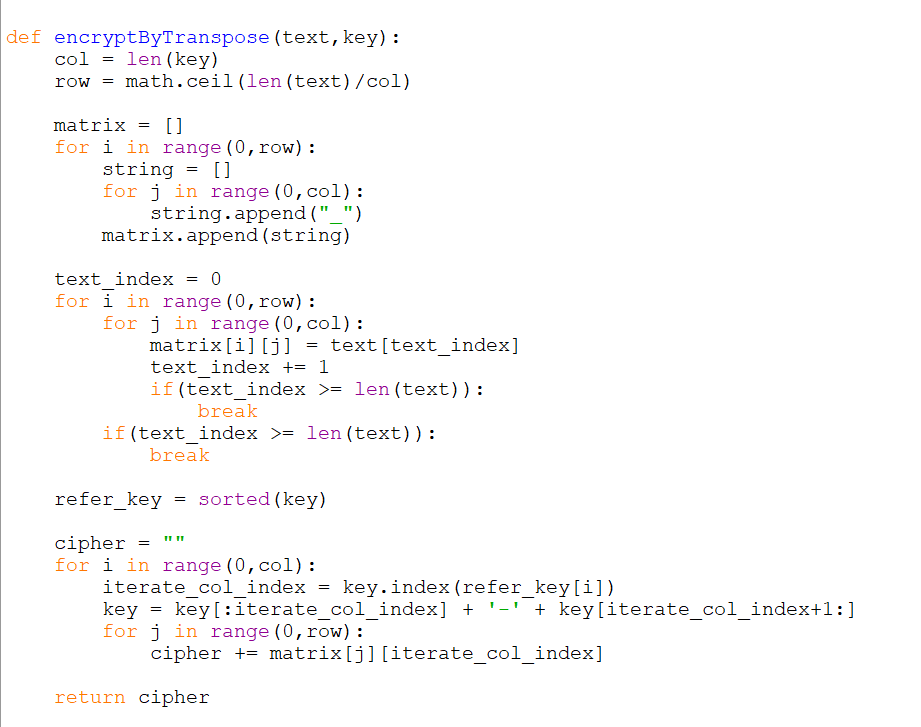 def encryptByTranspose(text,key):
    col = len(key)
    row = math.ceil(len(text)/col)

    matrix = []
    for i in range(0,row):
        string = []
        for j in range(0,col):
            string.append("_")
        matrix.append(string)

    text_index = 0
    for i in range(0,row):
        for j in range(0,col):
            matrix[i][j] = text[text_index]
            text_index += 1
            if(text_index >= len(text)):
                break
        if(text_index >= len(text)):
            break

    refer_key = sorted(key)

    cipher = ""
    for i in range(0,col):
        iterate_col_index = key.index(refer_key[i])
        key = key[:iterate_col_index] + '-' + key[iterate_col_index+1:]
        for j in range(0,row):
            cipher += matrix[j][iterate_col_index]

    return cipher